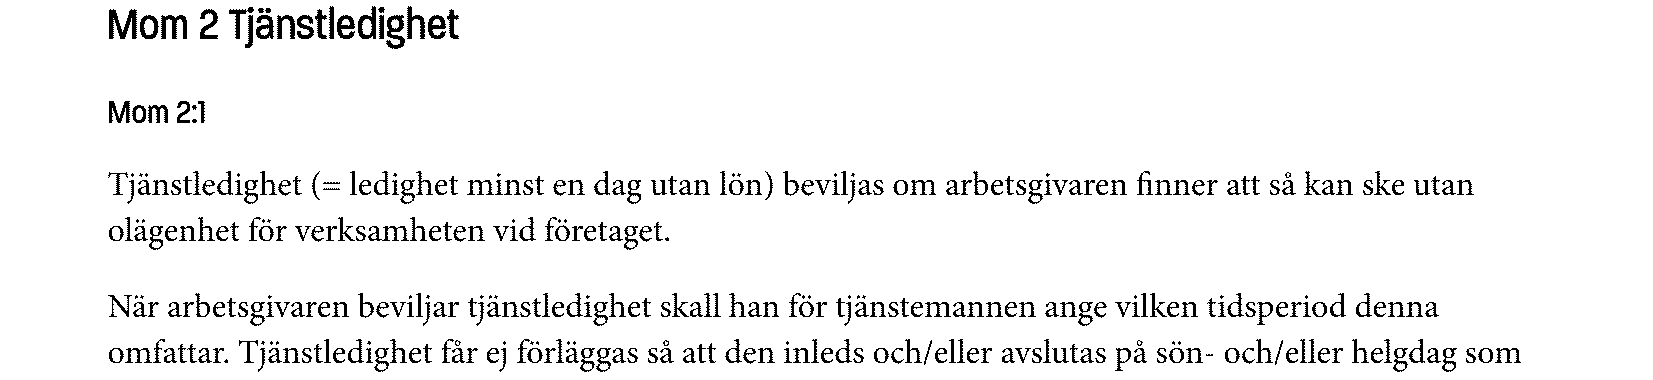 Mom 2 Tjänstledighet
Mom 2:1
Tjänstledighet (= ledighet minst en dag utan lön) beviljas om arbetsgivaren finner att så kan ske utan
olägenhet för verksamheten vid företaget.
När arbetsgivaren beviljar tjänstledighet skall han för tjänstemannen ange vilken tidsperiod denna
omfattar. Tjänstledighet får ej förläggas så att den inleds och/eller avslutas på sön- och/eller helgdag som